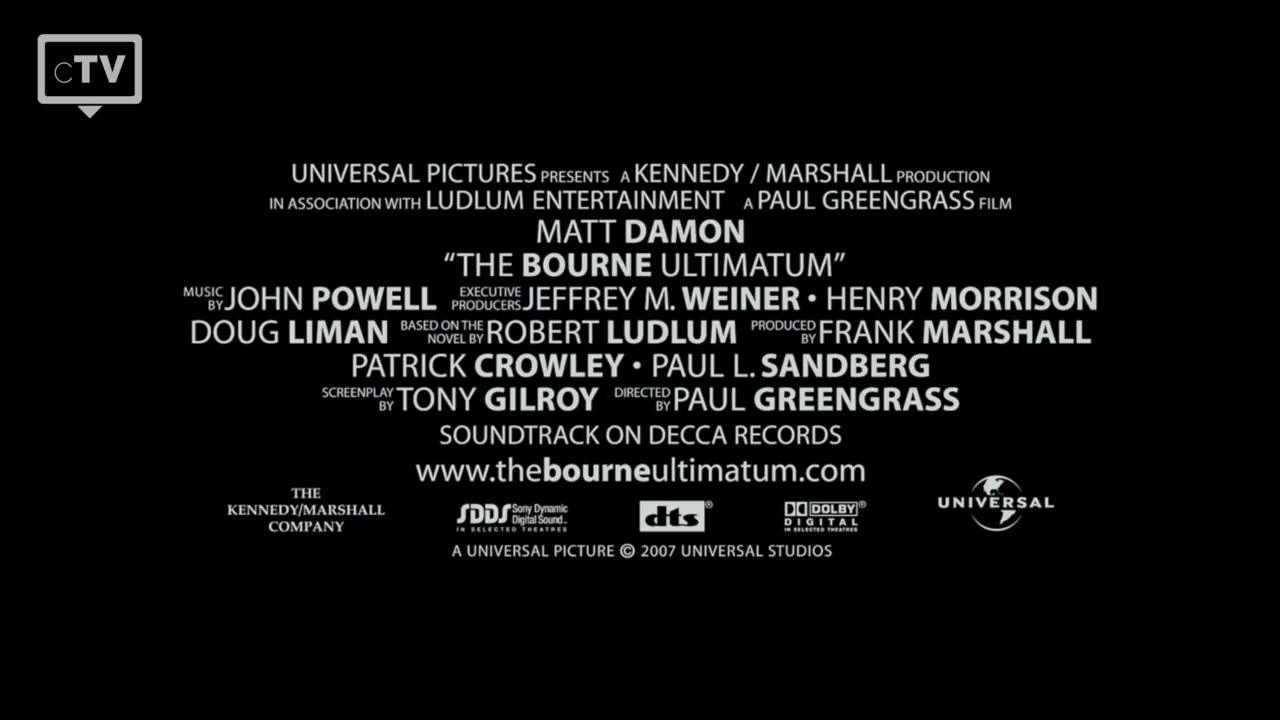 cTV
UNIVERSAL PICTURES PRESENTS A KENNEDY / MARSHALL PRODUCTION
IN ASSOCIATION WITH LUDLUM ENTERTAINMENT A PAUL GREENGRASS FILM
MATT DAMON
“THE BOURNE ULTIMATUM”
MUSIC BY JOHN POWELL EXECUTIVE PRODUCERS JEFFREY M. WEINER • HENRY MORRISON
DOUG LIMAN BASED ON THE NOVEL BY ROBERT LUDLUM PRODUCED BY FRANK MARSHALL
PATRICK CROWLEY • PAUL L. SANDBERG
SCREENPLAY BY TONY GILROY DIRECTED BY PAUL GREENGRASS
SOUNDTRACK ON DECCA RECORDS
www.thebourneultimatum.com
THE
KENNEDY/MARSHALL
COMPANY
SDDS Sony Dynamic
Digital Sound™
IN SELECTED THEATRES
dts®
DOLBY®
DIGITAL
IN SELECTED THEATRES
UNIVERSAL
A UNIVERSAL PICTURE © 2007 UNIVERSAL STUDIOS